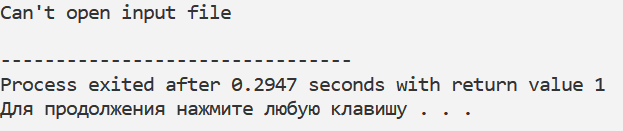 Can't open input file
--------------------------------
Process exited after 0.2947 seconds with return value 1
Для продолжения нажмите любую клавишу . . .